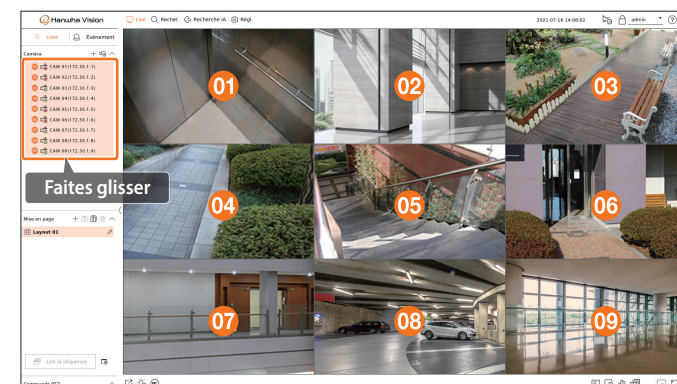 Hanwha Vision
Live Recher. Recherche IA Régl.
2021-07-16 14:08:02 admin
Liste Événement
Caméra
CAM 01(172.30.1.1)
CAM 02(172.30.1.2)
CAM 03(172.30.1.3)
CAM 04(172.30.1.4)
CAM 05(172.30.1.5)
CAM 06(172.30.1.6)
CAM 07(172.30.1.7)
CAM 08(172.30.1.8)
CAM 09(172.30.1.9)
Faites glisser
Mise en page
Layout 01
Lire la séquence
Commande PTZ
01
02
03
04
05
06
07
08
09